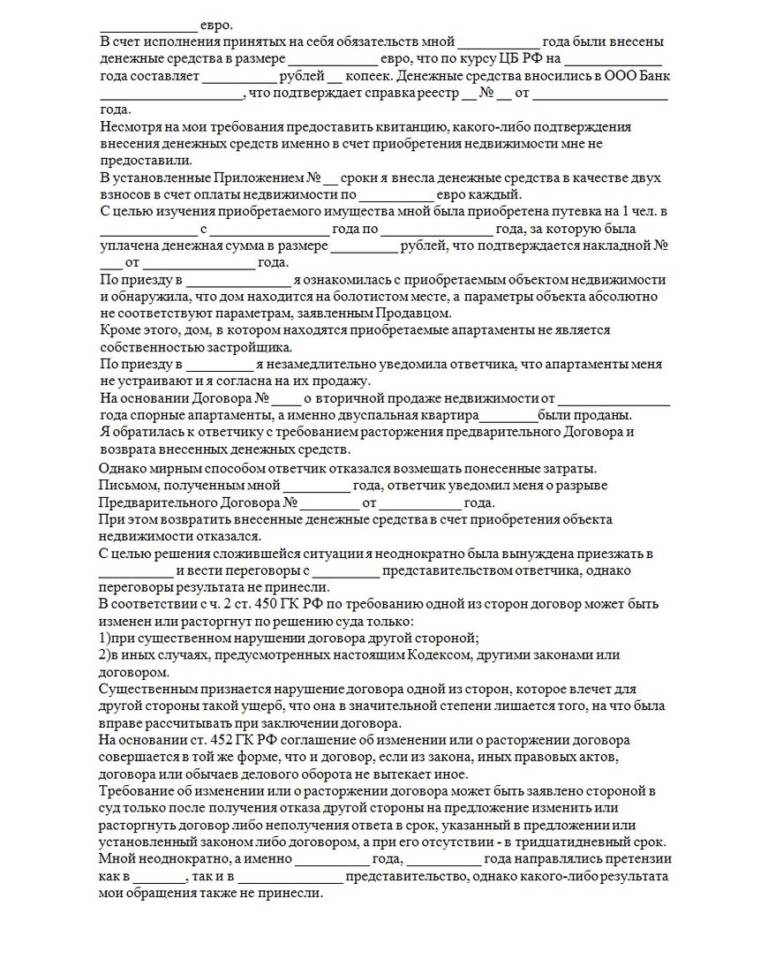 ______________ евро.
В счет исполнения принятых на себя обязательств мной ____________ года были внесены
денежные средства в размере _____________ евро, что по курсу ЦБ РФ на ______________
года составляет ___________ рублей __ копеек. Денежные средства вносились в ООО Банк
____________________, что подтверждает справка реестр __ № __ от ___________________
года.
Несмотря на мои требования предоставить квитанцию, какого-либо подтверждения
внесения денежных средств именно в счет приобретения недвижимости мне не
предоставили.
В установленные Приложением № __ сроки я внесла денежные средства в качестве двух
взносов в счет оплаты недвижимости по ___________ евро каждый.
С целью изучения приобретаемого имущества мной была приобретена путевка на 1 чел. в
______________ с _________________ года по ________________ года, за которую была
уплачена денежная сумма в размере __________ рублей, что подтверждается накладной №
___ от ________________ года.
По приезду в _______________ я ознакомилась с приобретаемым объектом недвижимости
и обнаружила, что дом находится на болотистом месте, а параметры объекта абсолютно
не соответствуют параметрам, заявленным Продавцом.
Кроме этого, дом, в котором находятся приобретаемые апартаменты не является
собственностью застройщика.
По приезду в __________ я незамедлительно уведомила ответчика, что апартаменты меня
не устраивают и я согласна на их продажу.
На основании Договора № ____ о вторичной продаже недвижимости от ________________
года спорные апартаменты, а именно двуспальная квартира_________были проданы.
Я обратилась к ответчику с требованием расторжения предварительного Договора и
возврата внесенных денежных средств.
Однако мирным способом ответчик отказался возмещать понесенные затраты.
Письмом, полученным мной __________ года, ответчик уведомил меня о разрыве
Предварительного Договора № _________ от ____________ года.
При этом возвратить внесенные денежные средства в счет приобретения объекта
недвижимости отказался.
С целью решения сложившейся ситуации я неоднократно была вынуждена приезжать в
___________ и вести переговоры с __________ представительством ответчика, однако
переговоры результата не принесли.
В соответствии с ч. 2 ст. 450 ГК РФ по требованию одной из сторон договор может быть
изменен или расторгнут по решению суда только:
1)при существенном нарушении договора другой стороной;
2)в иных случаях, предусмотренных настоящим Кодексом, другими законами или
договором.
Существенным признается нарушение договора одной из сторон, которое влечет для
другой стороны такой ущерб, что она в значительной степени лишается того, на что была
вправе рассчитывать при заключении договора.
На основании ст. 452 ГК РФ соглашение об изменении или о расторжении договора
совершается в той же форме, что и договор, если из закона, иных правовых актов,
договора или обычаев делового оборота не вытекает иное.
Требование об изменении или о расторжении договора может быть заявлено стороной в
суд только после получения отказа другой стороны на предложение изменить или
расторгнуть договор либо неполучения ответа в срок, указанный в предложении или
установленный законом либо договором, а при его отсутствии - в тридцатидневный срок.
Мной неоднократно, а именно ___________ года, ___________ года направлялись претензии
как в ________, так и в _______________ представительство, однако какого-либо результата
мои обращения также не принесли.